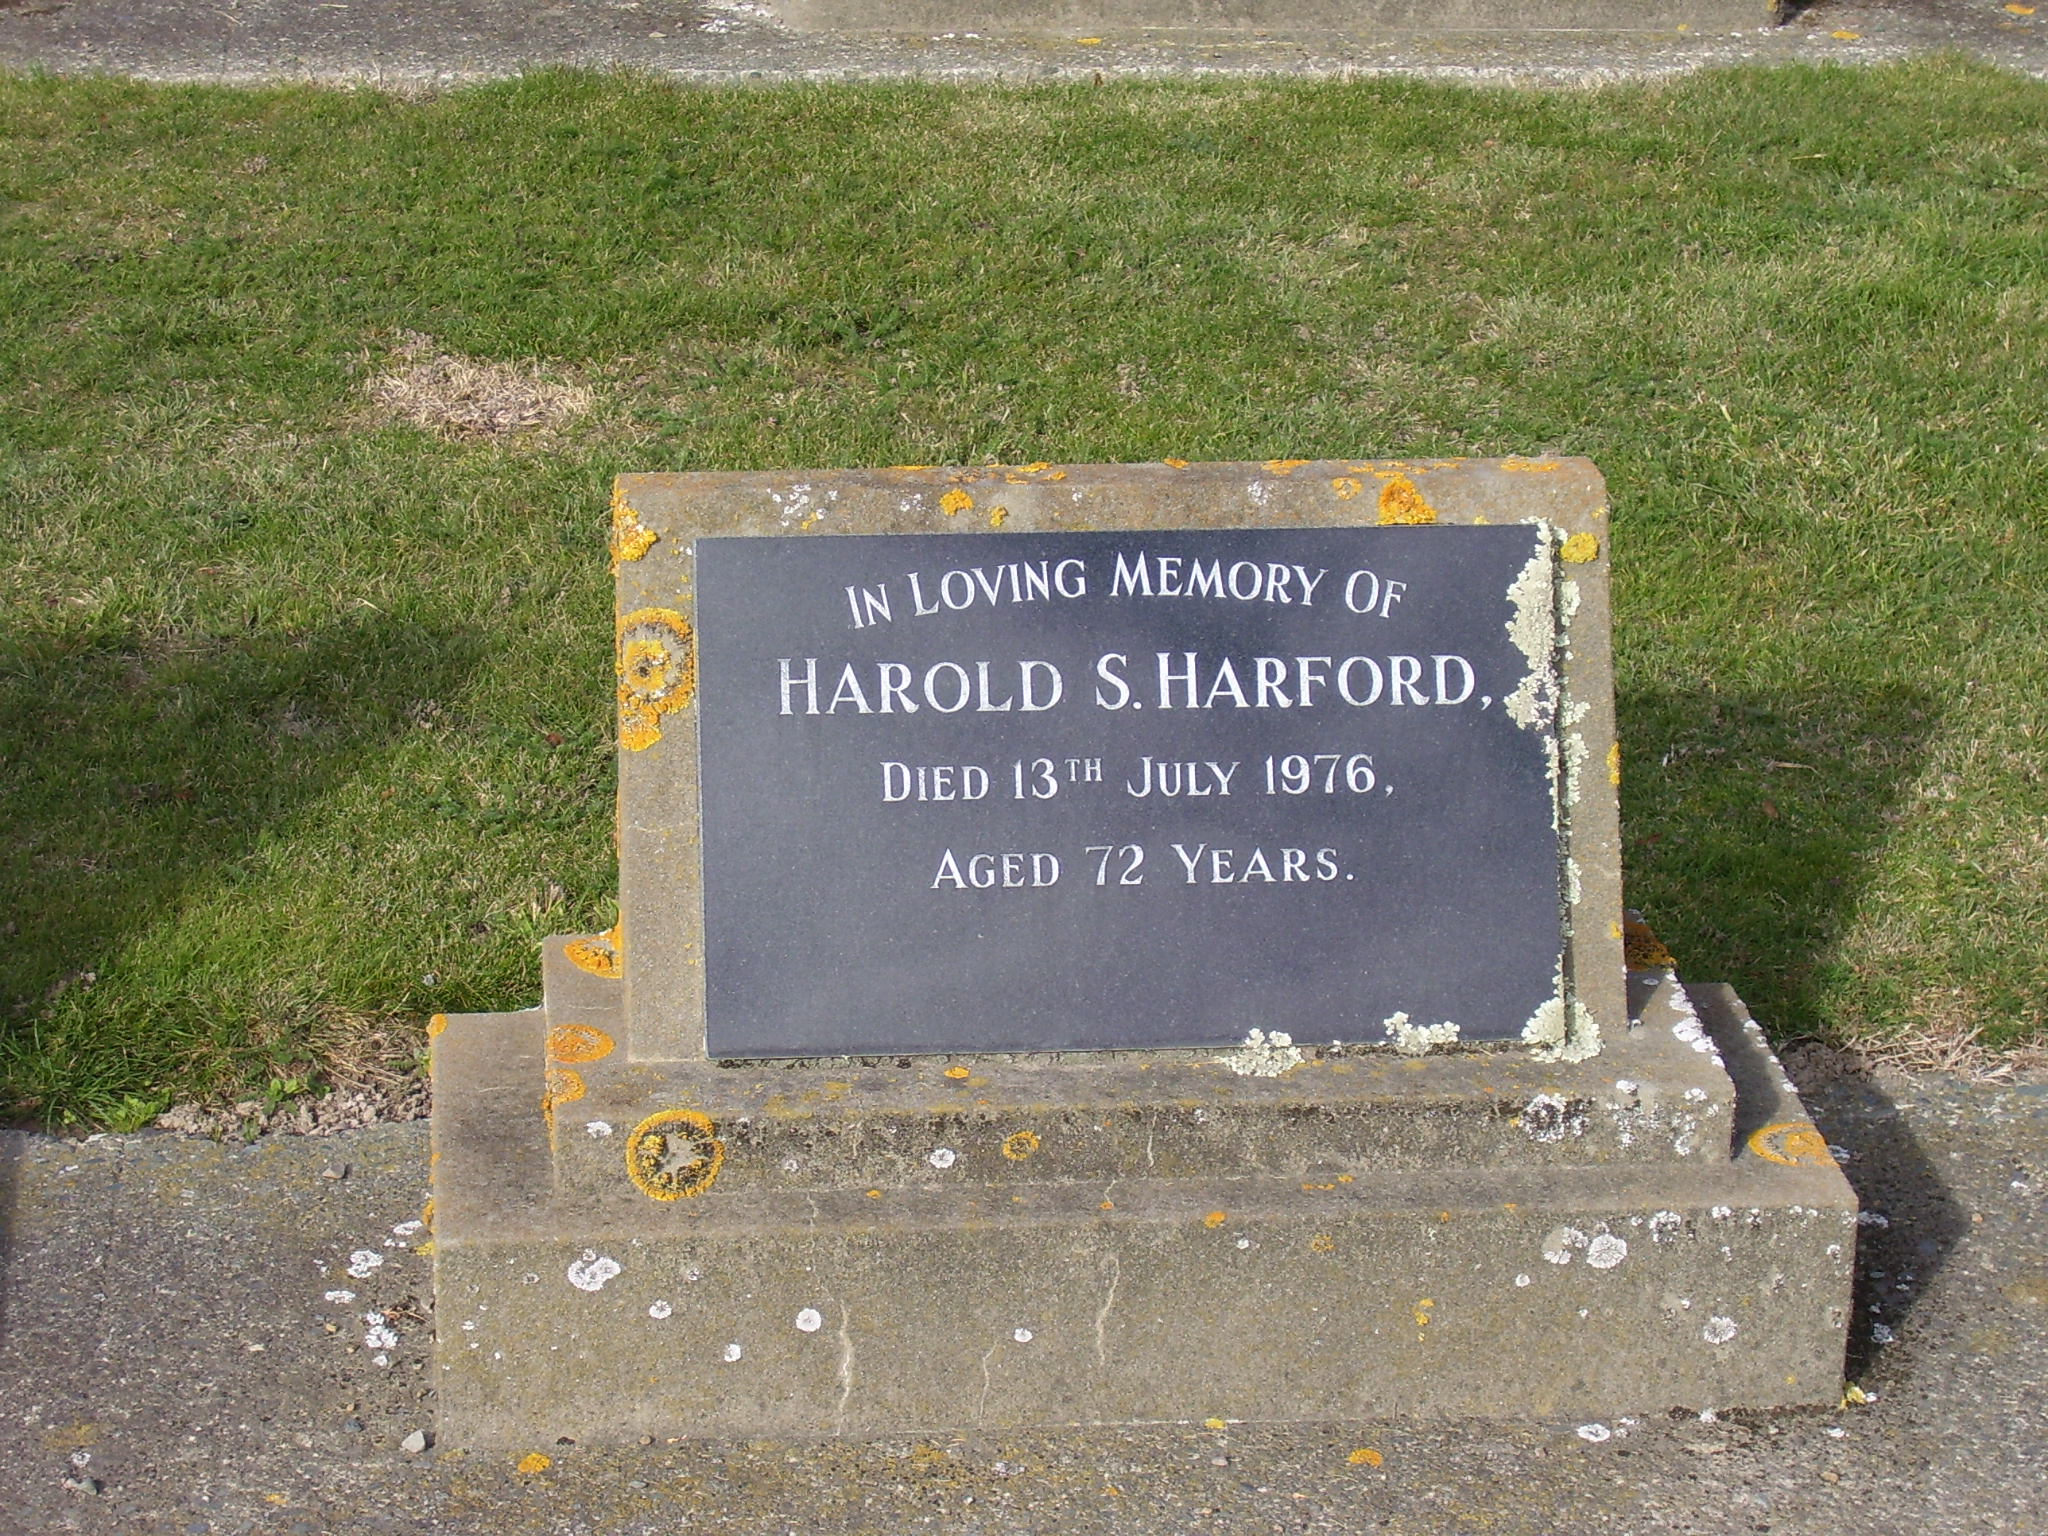 In Loving Memory Of
Harold S. Harford,
Died 13th July 1976,
Aged 72 Years.